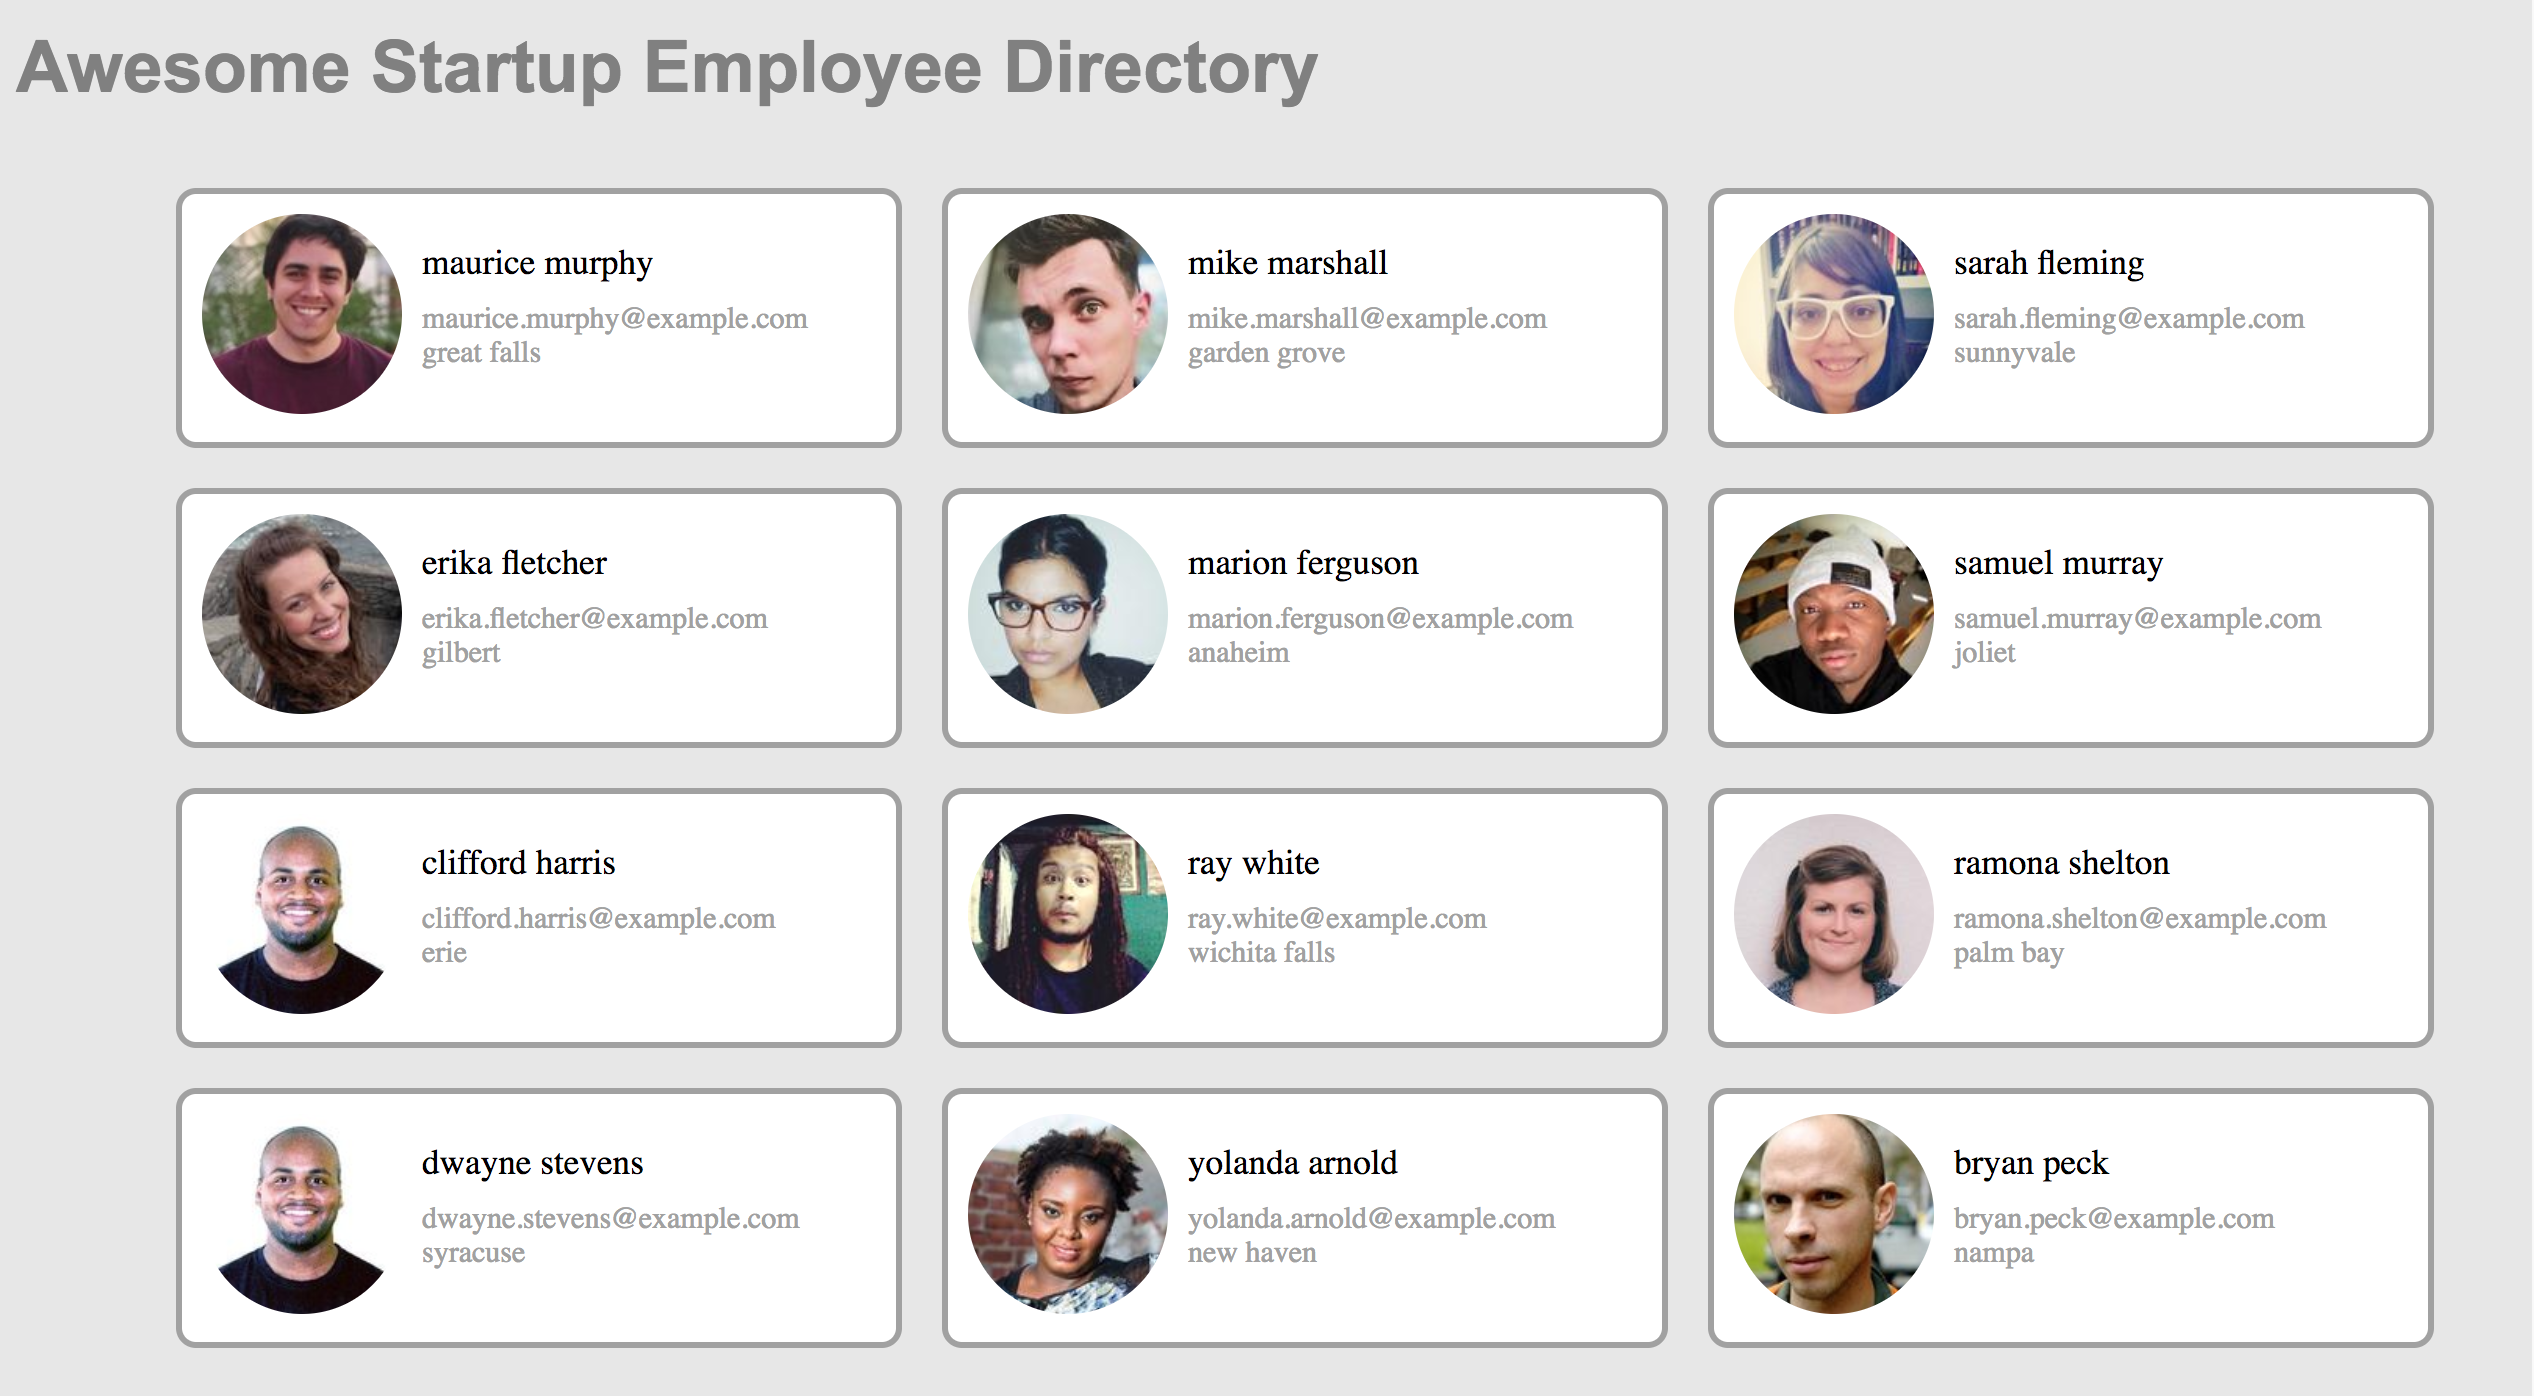 Awesome Startup Employee Directory
maurice murphy
maurice.murphy@example.com
great falls
mike marshall
mike.marshall@example.com
garden grove
sarah fleming
sarah.fleming@example.com
sunnyvale
erika fletcher
erika.fletcher@example.com
gilbert
marion ferguson
marion.ferguson@example.com
anaheim
samuel murray
samuel.murray@example.com
joliet
clifford harris
clifford.harris@example.com
erie
ray white
ray.white@example.com
wichita falls
ramona shelton
ramona.shelton@example.com
palm bay
dwayne stevens
dwayne.stevens@example.com
syracuse
yolanda arnold
yolanda.arnold@example.com
new haven
bryan peck
bryan.peck@example.com
nampa